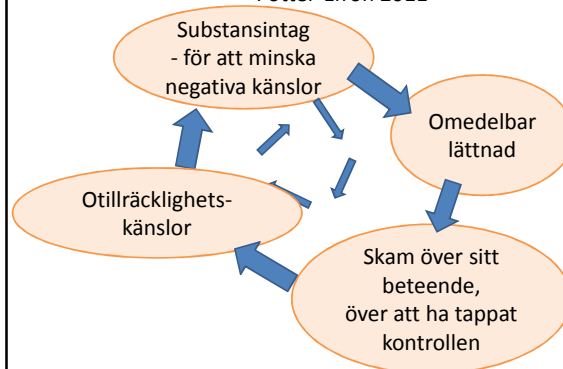 Substansintag
- för att minska
negativa känslor
Omedelbar
lättnad
Skam över sitt
beteende,
över att ha tappat
kontrollen
Otillräcklighets-
känslor